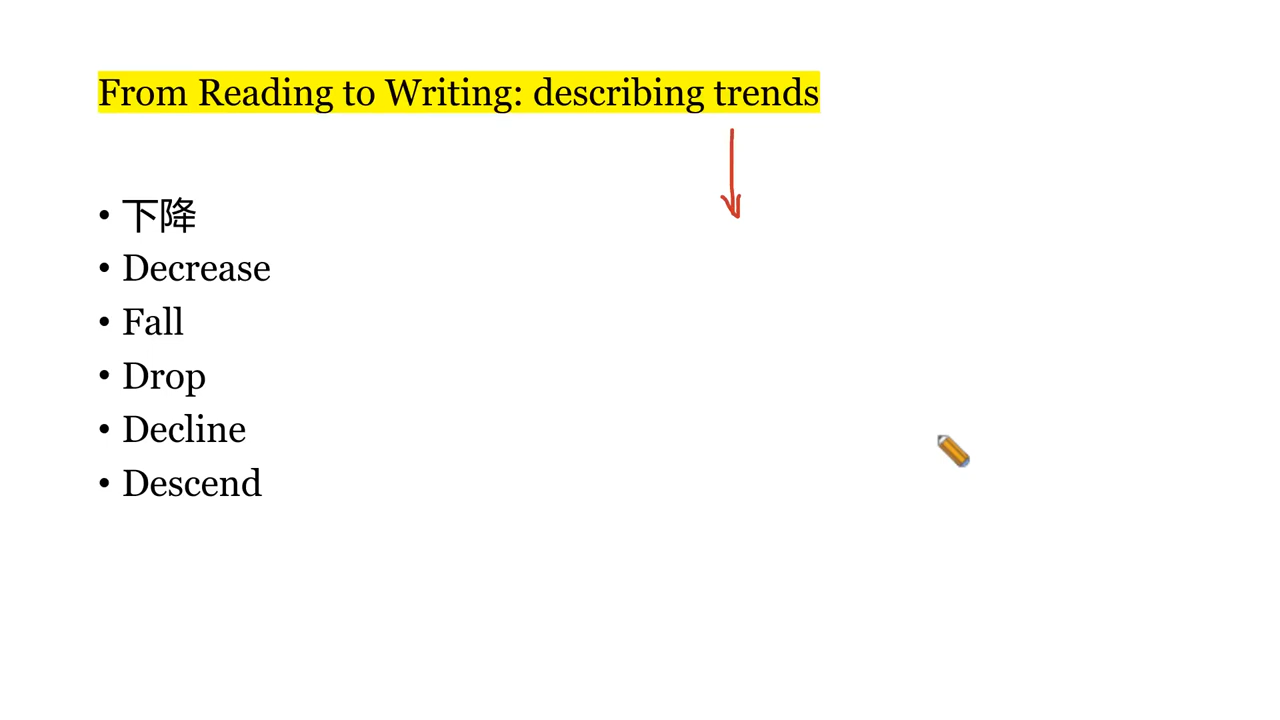 From Reading to Writing: describing trends
• 下降
• Decrease
• Fall
• Drop
• Decline
• Descend